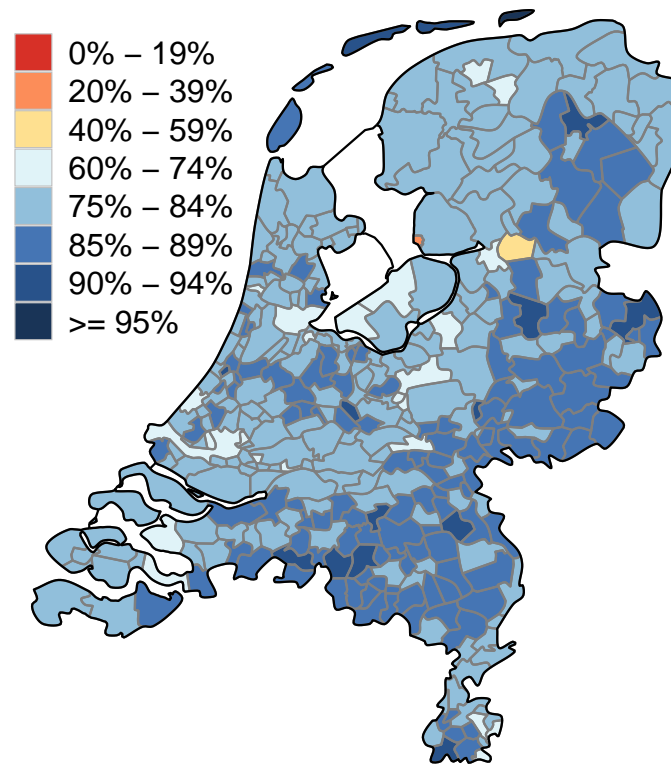 0% – 19%
20% – 39%
40% – 59%
60% – 74%
75% – 84%
85% – 89%
90% – 94%
>= 95%